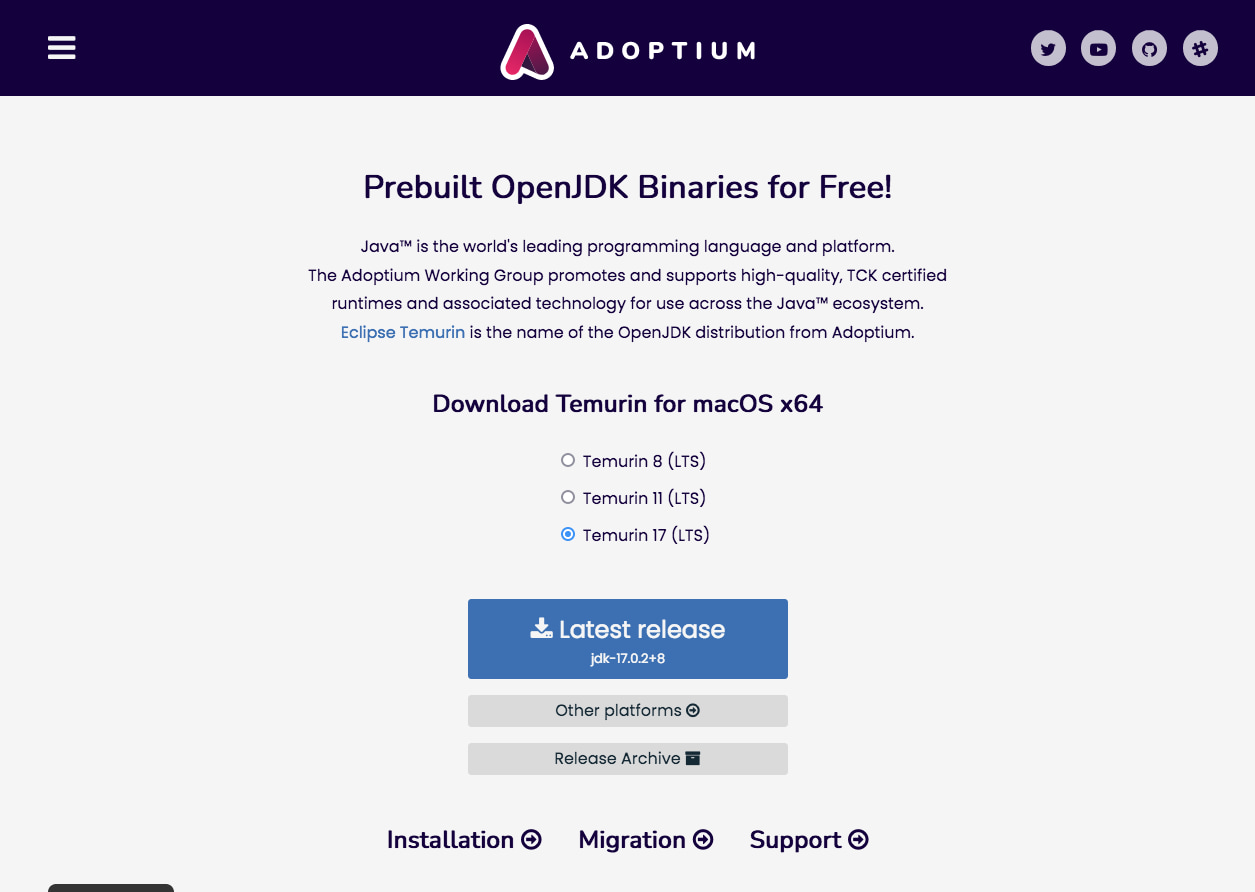 ADOPTIUM
Prebuilt OpenJDK Binaries for Free!
Java™ is the world's leading programming language and platform.
The Adoptium Working Group promotes and supports high-quality, TCK certified
runtimes and associated technology for use across the Java™ ecosystem.
Eclipse Temurin is the name of the OpenJDK distribution from Adoptium.
Download Temurin for macOS x64
Temurin 8 (LTS)
Temurin 11 (LTS)
Temurin 17 (LTS)
Latest release
jdk-17.0.2+8
Other platforms
Release Archive
Installation Migration Support